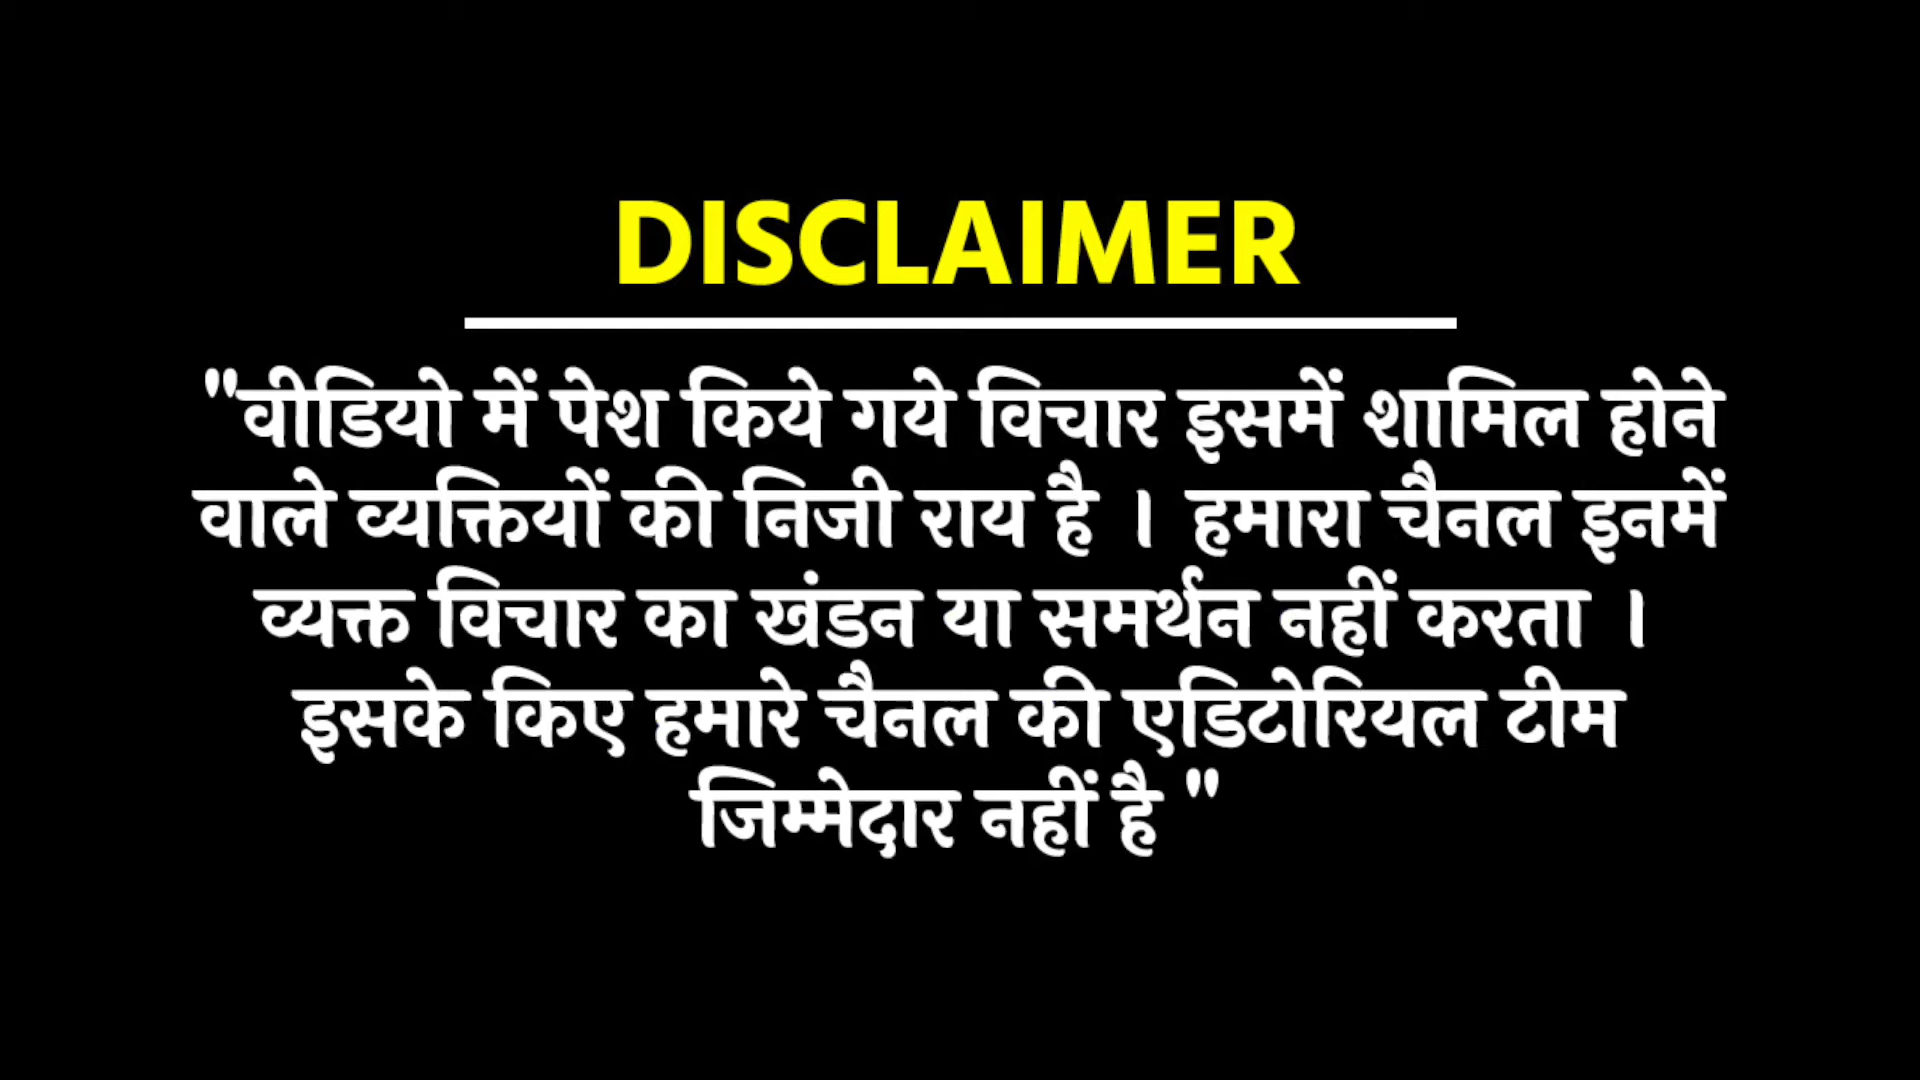 DISCLAIMER
"वीडियो में पेश किये गये विचार इसमें शामिल होने
वाले व्यक्तियों की निजी राय है । हमारा चैनल इनमें
व्यक्त विचार का खंडन या समर्थन नहीं करता ।
इसके किए हमारे चैनल की एडिटोरियल टीम
जिम्मेदार नहीं है "